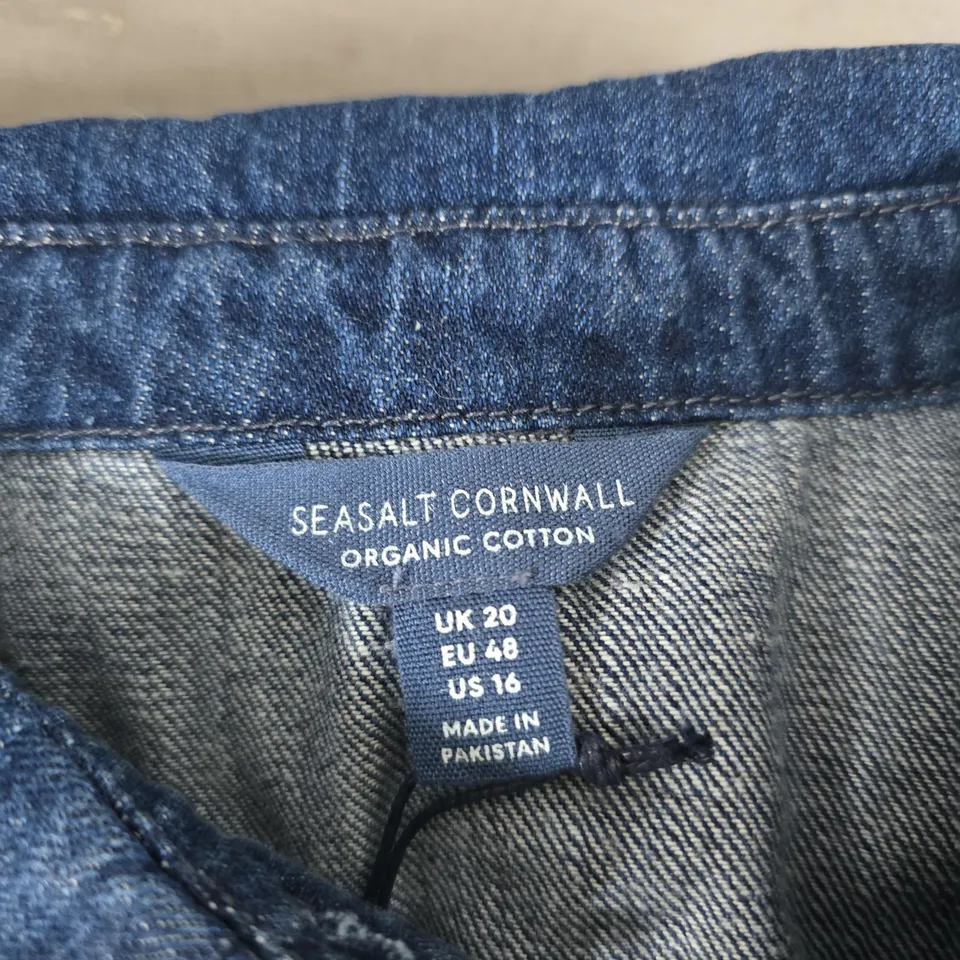 SEASALT CORNWALL
ORGANIC COTTON
UK 20
EU 48
US 16
MADE IN
PAKISTAN